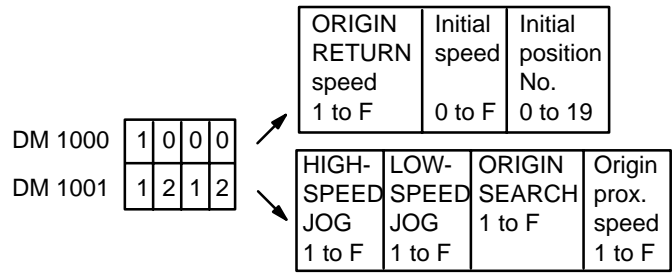 ORIGIN RETURN speed 1 to F
Initial speed 0 to F
Initial position No. 0 to 19
DM 1000 1 0 0 0
DM 1001 1 2 1 2
HIGH-SPEED JOG 1 to F
LOW-SPEED JOG 1 to F
ORIGIN SEARCH 1 to F
Origin prox. speed 1 to F